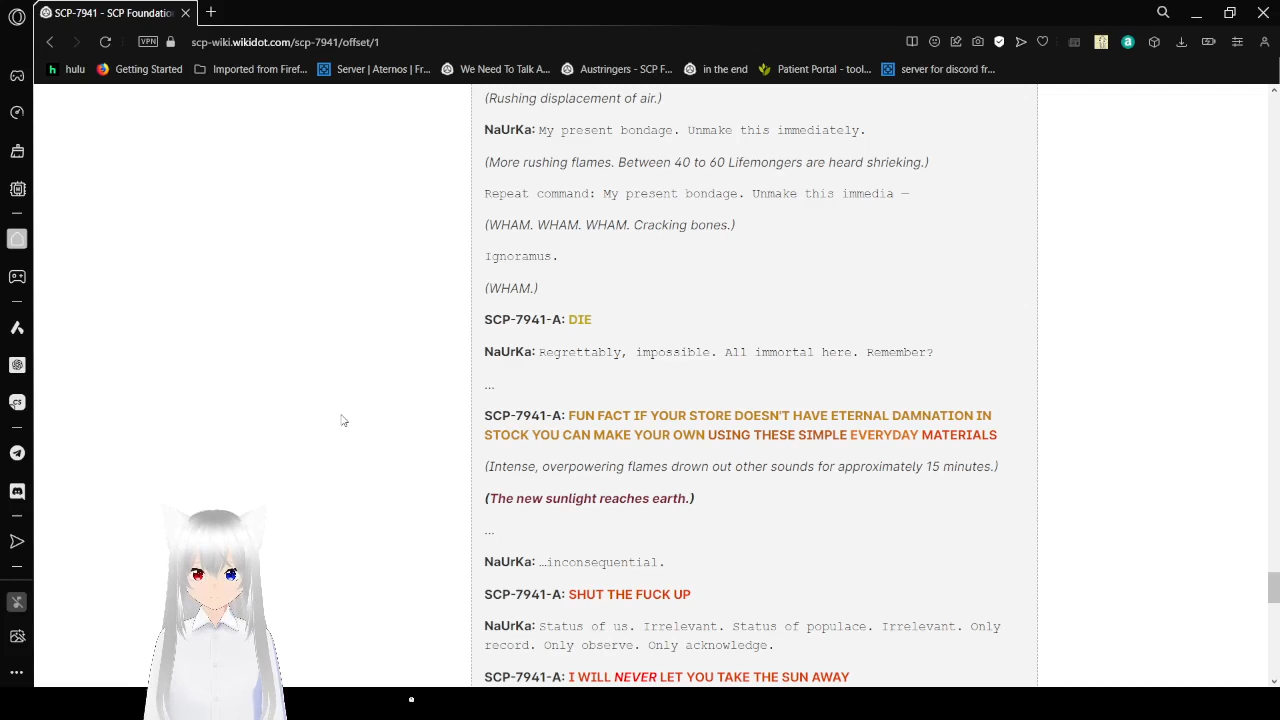 SCP-7941 - SCP Foundatio
VPN
scp-wiki.wikidot.com/scp-7941/offset/1
hulu
Getting Started
Imported from Firef...
Server | Aternos | Fr...
We Need To Talk A...
Austringers - SCP F...
in the end
Patient Portal - tool...
server for discord fr...
(Rushing displacement of air.)
NaUrKa: My present bondage. Unmake this immediately.
(More rushing flames. Between 40 to 60 Lifemongers are heard shrieking.)
Repeat command: My present bondage. Unmake this immedia —
(WHAM. WHAM. WHAM. Cracking bones.)
Ignoramus.
(WHAM.)
SCP-7941-A: DIE
NaUrKa: Regrettably, impossible. All immortal here. Remember?
...
SCP-7941-A: FUN FACT IF YOUR STORE DOESN'T HAVE ETERNAL DAMNATION IN
STOCK YOU CAN MAKE YOUR OWN USING THESE SIMPLE EVERYDAY MATERIALS
(Intense, overpowering flames drown out other sounds for approximately 15 minutes.)
(The new sunlight reaches earth.)
...
NaUrKa: …inconsequential.
SCP-7941-A: SHUT THE FUCK UP
NaUrKa: Status of us. Irrelevant. Status of populace. Irrelevant. Only
record. Only observe. Only acknowledge.
SCP-7941-A: I WILL NEVER LET YOU TAKE THE SUN AWAY